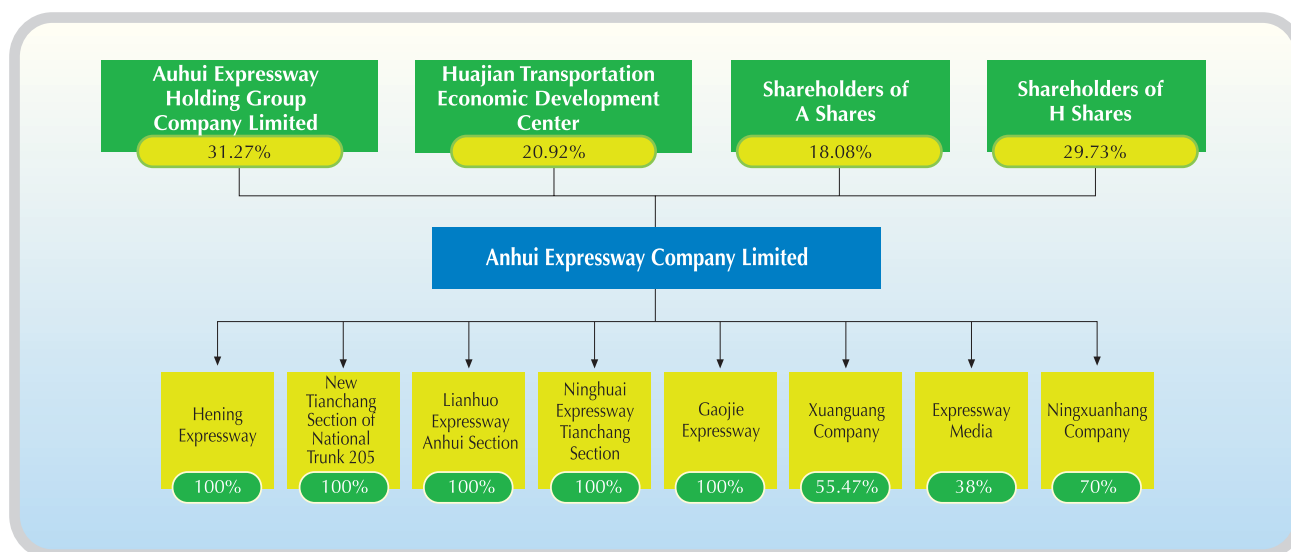 Auhui Expressway
Holding Group
Company Limited
31.27%
Huajian Transportation
Economic Development
Center
20.92%
Shareholders of
A Shares
18.08%
Shareholders of
H Shares
29.73%
Anhui Expressway Company Limited
Hening
Expressway
100%
New
Tianchang
Section of
National
Trunk 205
100%
Lianhuo
Expressway
Anhui Section
100%
Ninghuai
Expressway
Tianchang
Section
100%
Gaojie
Expressway
100%
Xuanguang
Company
55.47%
Expressway
Media
38%
Ningxuanhang
Company
70%